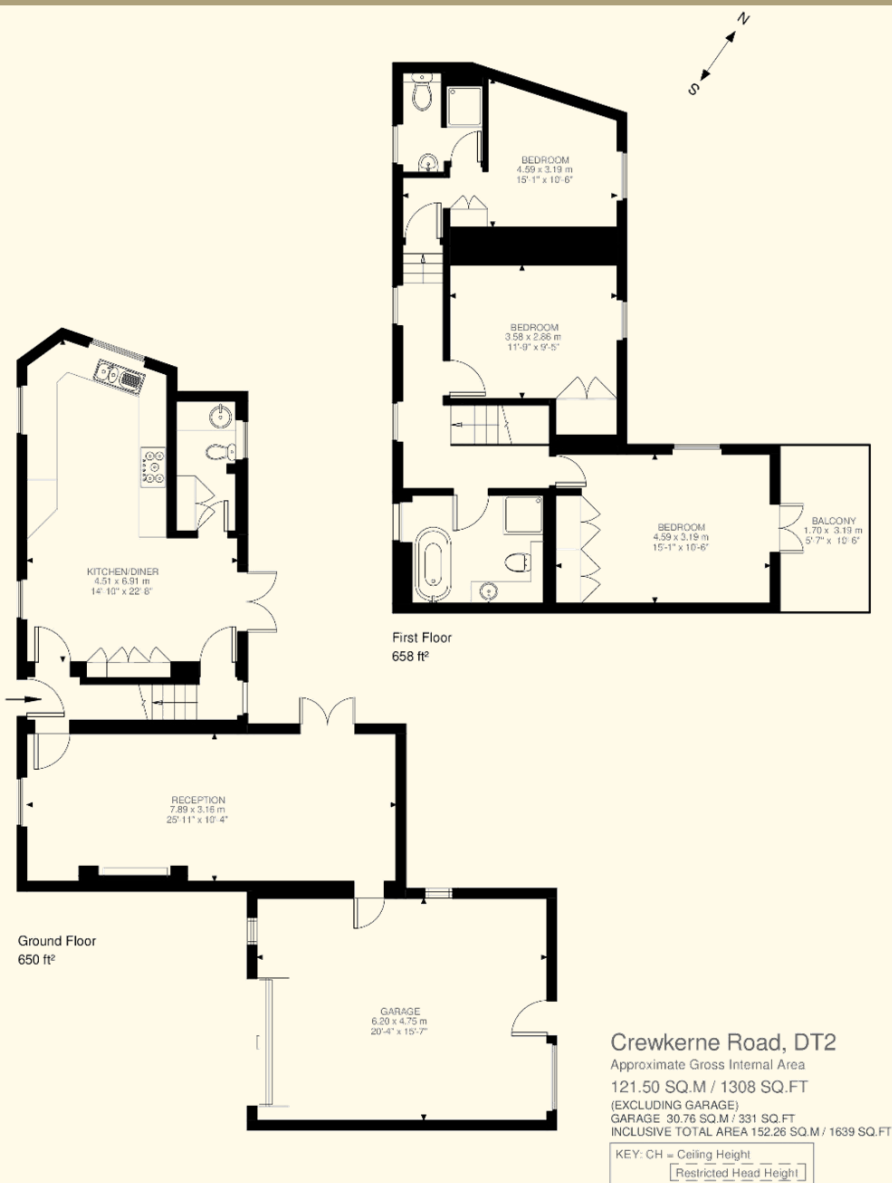 N
S
BEDROOM
4.59 x 3.19 m
15'-1" x 10'-6"
BEDROOM
3.58 x 2.86 m
11'-9" x 9'-5"
BEDROOM
4.59 x 3.19 m
15'-1" x 10'-6"
BALCONY
1.70 x 3.19 m
5'-7" x 10'-6"
First Floor
658 ft²
KITCHEN/DINER
4.51 x 6.91 m
14'-10" x 22'-8"
RECEPTION
7.89 x 3.16 m
25'-11" x 10'-4"
Ground Floor
650 ft²
GARAGE
6.20 x 4.75 m
20'-4" x 15'-7"
Crewkerne Road, DT2
Approximate Gross Internal Area
121.50 SQ.M / 1308 SQ.FT
(EXCLUDING GARAGE)
GARAGE 30.76 SQ.M / 331 SQ.FT
INCLUSIVE TOTAL AREA 152.26 SQ.M / 1639 SQ.FT
KEY: CH = Ceiling Height
Restricted Head Height